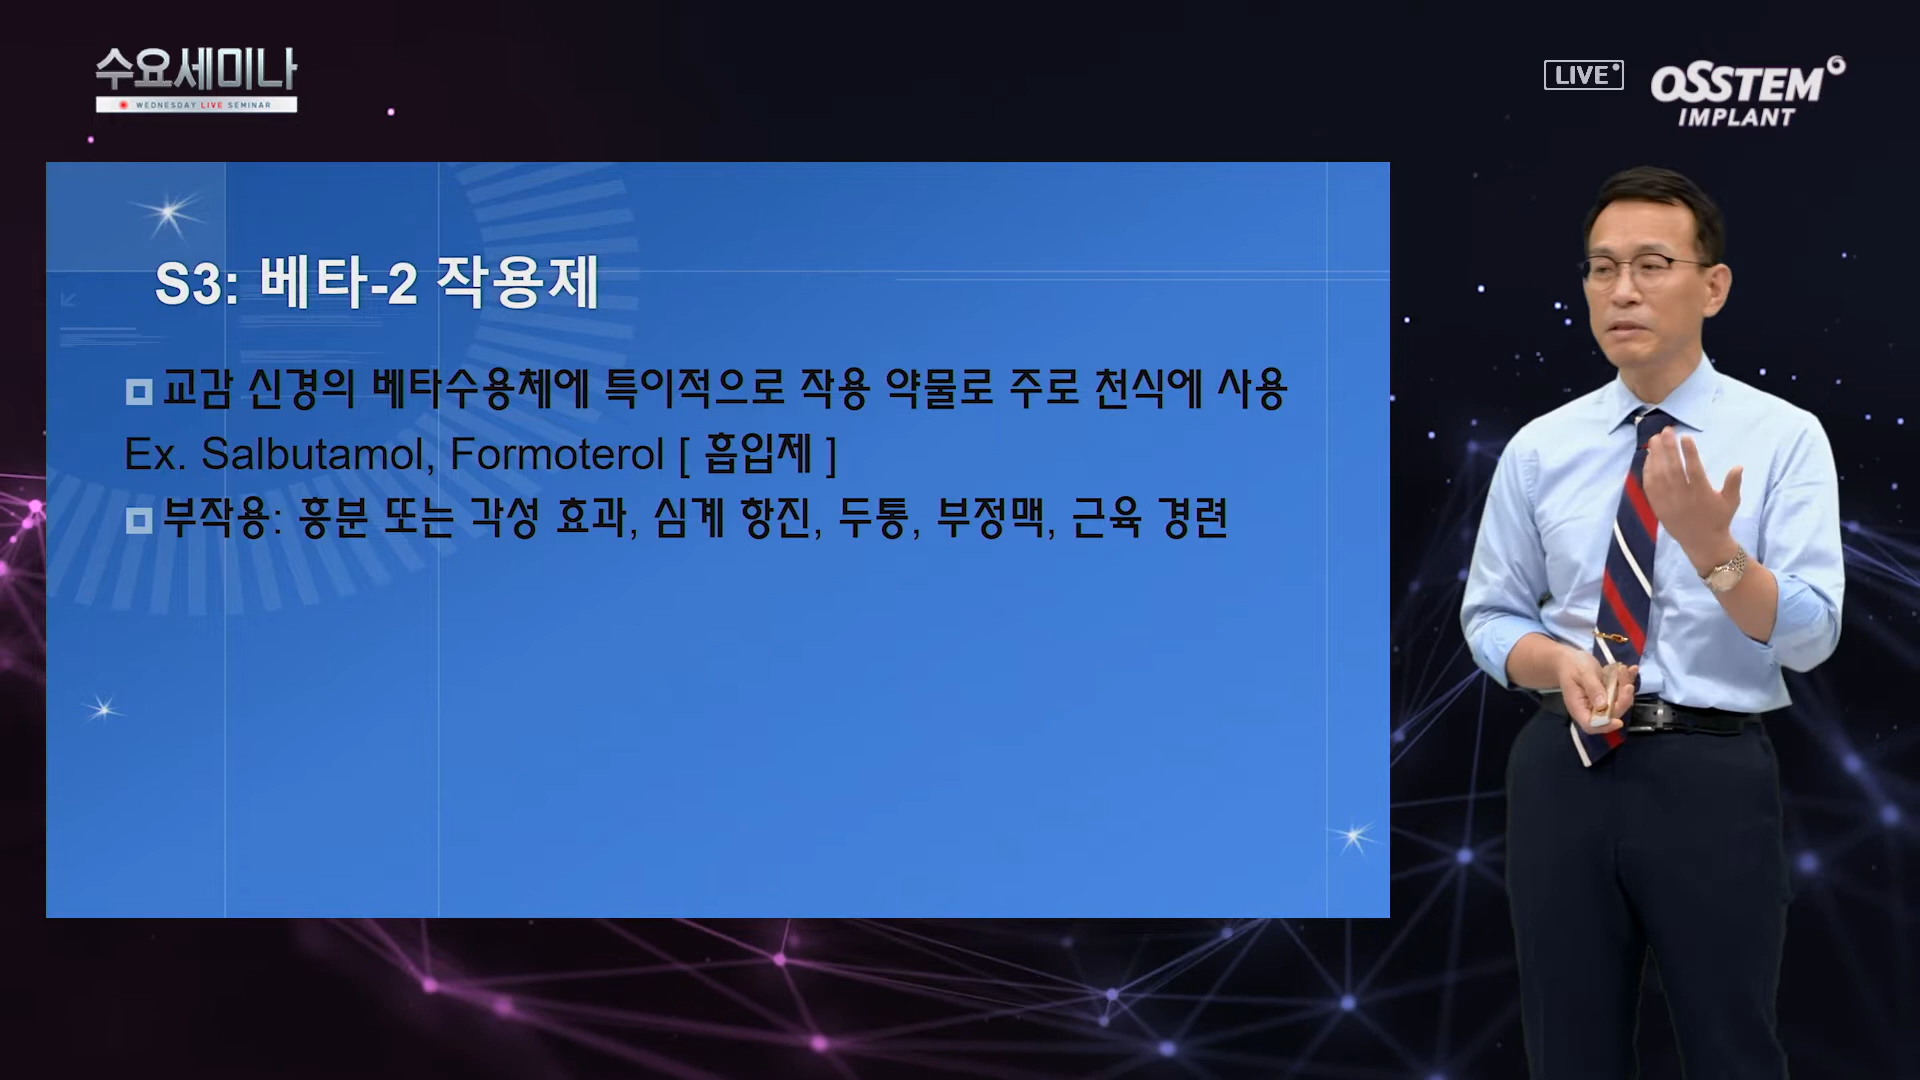 수요세미나
WEDNESDAY LIVE SEMINAR
LIVE
OSSTEM
IMPLANT
S3: 베타-2 작용제
교감 신경의 베타수용체에 특이적으로 작용 약물로 주로 천식에 사용
Ex. Salbutamol, Formoterol [ 흡입제 ]
부작용: 흥분 또는 각성 효과, 심계 항진, 두통, 부정맥, 근육 경련